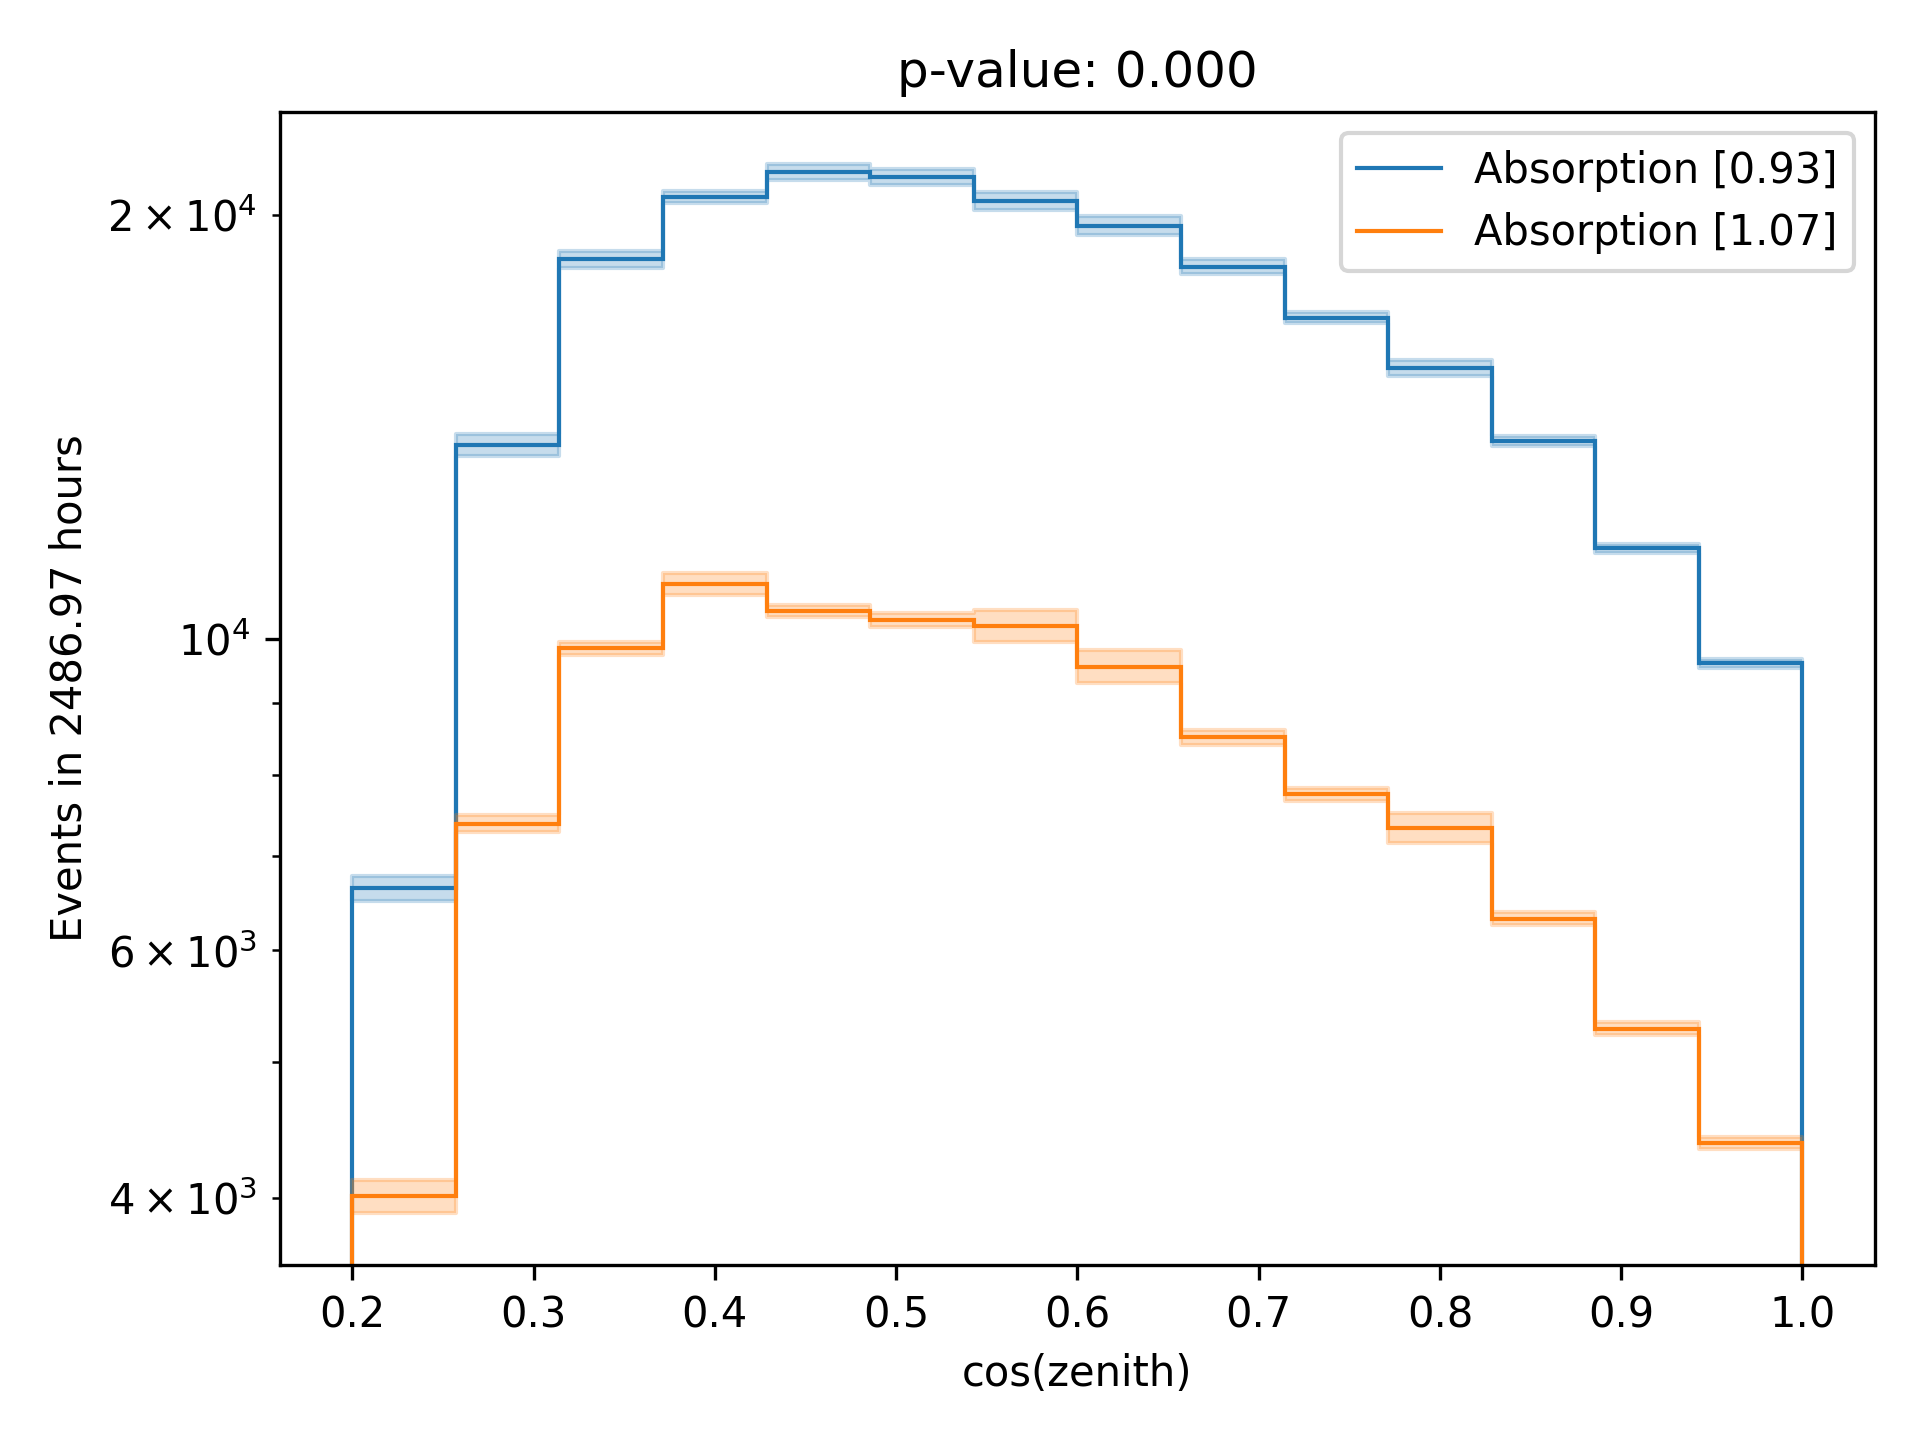 p-value: 0.000
Absorption [0.93]
Absorption [1.07]
Events in 2486.97 hours
2 × 10⁴
10⁴
6 × 10³
4 × 10³
0.2 0.3 0.4 0.5 0.6 0.7 0.8 0.9 1.0
cos(zenith)